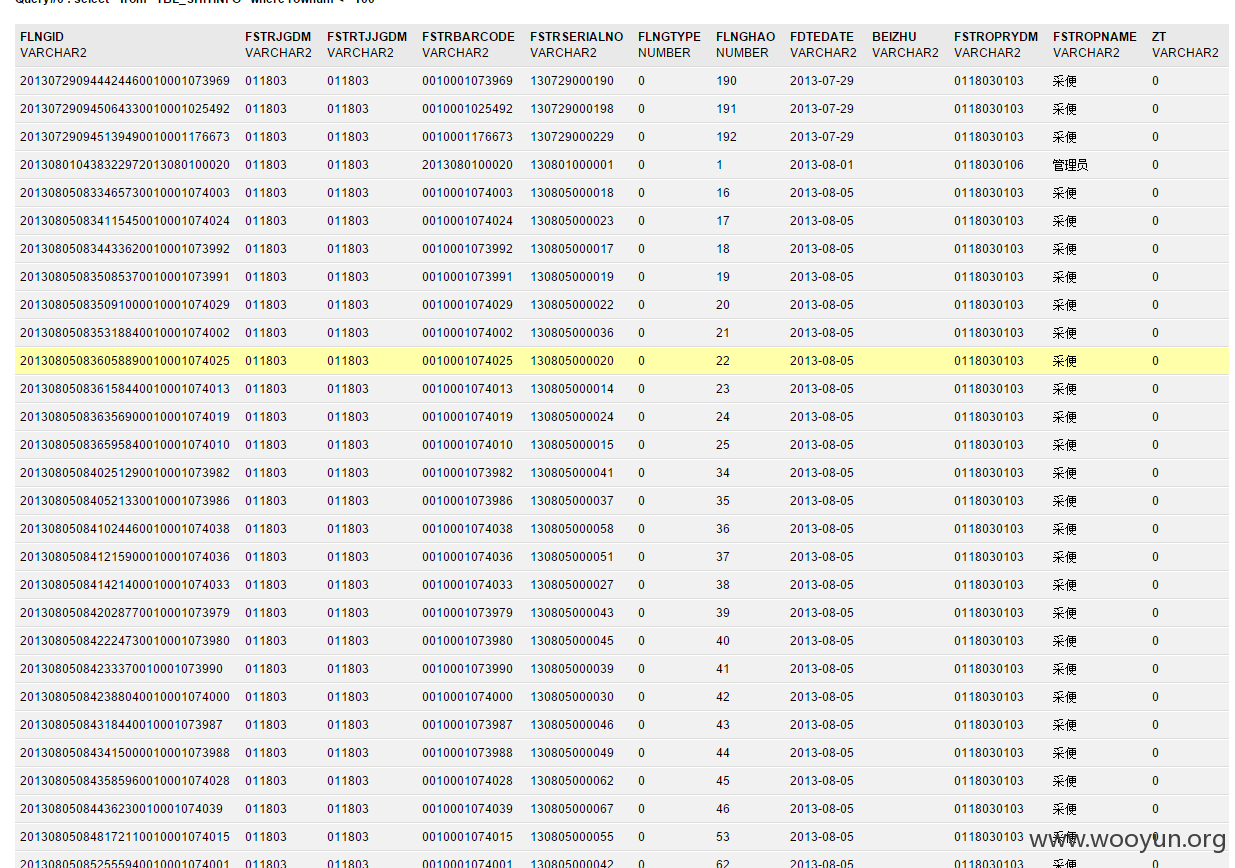 Query#0 : select * from "TBL_SHITINFO" where rownum <= 100
FLNGID FSTRJGDM FSTRTJJGDM FSTRBARCODE FSTRSERIALNO FLNGTYPE FLNGHAO FDTEDATE BEIZHU FSTROPRYDM FSTROPNAME ZT
VARCHAR2 VARCHAR2 VARCHAR2 VARCHAR2 VARCHAR2 NUMBER NUMBER VARCHAR2 VARCHAR2 VARCHAR2 VARCHAR2 VARCHAR2
201307290944424460010001073969 011803 011803 0010001073969 130729000190 0 190 2013-07-29 0118030103 采便 0
201307290945064330010001025492 011803 011803 0010001025492 130729000198 0 191 2013-07-29 0118030103 采便 0
201307290945139490010001176673 011803 011803 0010001176673 130729000229 0 192 2013-07-29 0118030103 采便 0
201308010438322972013080100020 011803 011803 2013080100020 130801000001 0 1 2013-08-01 0118030106 管理员 0
201308050833465730010001074003 011803 011803 0010001074003 130805000018 0 16 2013-08-05 0118030103 采便 0
201308050834115450010001074024 011803 011803 0010001074024 130805000023 0 17 2013-08-05 0118030103 采便 0
201308050834433620010001073992 011803 011803 0010001073992 130805000017 0 18 2013-08-05 0118030103 采便 0
201308050835085370010001073991 011803 011803 0010001073991 130805000019 0 19 2013-08-05 0118030103 采便 0
201308050835091000010001074029 011803 011803 0010001074029 130805000022 0 20 2013-08-05 0118030103 采便 0
201308050835318840010001074002 011803 011803 0010001074002 130805000036 0 21 2013-08-05 0118030103 采便 0
201308050836058890010001074025 011803 011803 0010001074025 130805000020 0 22 2013-08-05 0118030103 采便 0
201308050836158440010001074013 011803 011803 0010001074013 130805000014 0 23 2013-08-05 0118030103 采便 0
201308050836356900010001074019 011803 011803 0010001074019 130805000024 0 24 2013-08-05 0118030103 采便 0
201308050836595840010001074010 011803 011803 0010001074010 130805000015 0 25 2013-08-05 0118030103 采便 0
201308050840251290010001073982 011803 011803 0010001073982 130805000041 0 34 2013-08-05 0118030103 采便 0
201308050840521330010001073986 011803 011803 0010001073986 130805000037 0 35 2013-08-05 0118030103 采便 0
201308050841024460010001074038 011803 011803 0010001074038 130805000058 0 36 2013-08-05 0118030103 采便 0
201308050841215900010001074036 011803 011803 0010001074036 130805000051 0 37 2013-08-05 0118030103 采便 0
201308050841421400010001074033 011803 011803 0010001074033 130805000027 0 38 2013-08-05 0118030103 采便 0
201308050842028770010001073979 011803 011803 0010001073979 130805000043 0 39 2013-08-05 0118030103 采便 0
201308050842224730010001073980 011803 011803 0010001073980 130805000045 0 40 2013-08-05 0118030103 采便 0
20130805084233370010001073990 011803 011803 0010001073990 130805000039 0 41 2013-08-05 0118030103 采便 0
201308050842388040010001074000 011803 011803 0010001074000 130805000030 0 42 2013-08-05 0118030103 采便 0
20130805084318440010001073987 011803 011803 0010001073987 130805000046 0 43 2013-08-05 0118030103 采便 0
201308050843415000010001073988 011803 011803 0010001073988 130805000049 0 44 2013-08-05 0118030103 采便 0
201308050843585960010001074028 011803 011803 0010001074028 130805000062 0 45 2013-08-05 0118030103 采便 0
20130805084436230010001074039 011803 011803 0010001074039 130805000067 0 46 2013-08-05 0118030103 采便 0
201308050848172110010001074015 011803 011803 0010001074015 130805000055 0 53 2013-08-05 0118030103 采便 0
www.wooyun.org
201308050852555940010001074001 011803 011803 0010001074001 130805000042 0 62 2013-08-05 0118030103 采便 0